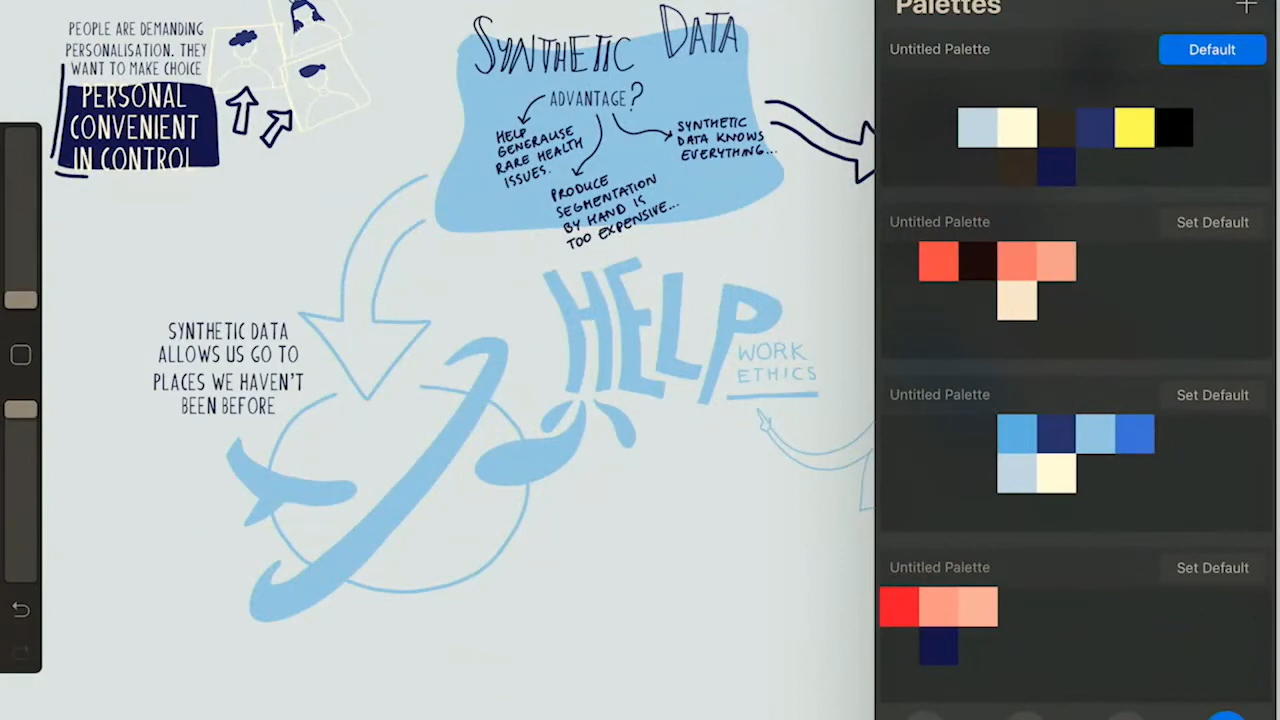 PEOPLE ARE DEMANDING
PERSONALISATION. THEY
WANT TO MAKE CHOICE
PERSONAL
CONVENIENT
IN CONTROL
SYNTHETIC DATA
ADVANTAGE?
HELP
GENERAUSE
RARE HEALTH
ISSUES.
PRODUCE
SEGMENTATION
BY HAND IS
TOO EXPENSIVE...
SYNTHETIC
DATA KNOWS
EVERYTHING...
SYNTHETIC DATA
ALLOWS US GO TO
PLACES WE HAVEN'T
BEEN BEFORE
HELP
WORK
ETHICS
Palettes
Untitled Palette
Default
Untitled Palette
Set Default
Untitled Palette
Set Default
Untitled Palette
Set Default